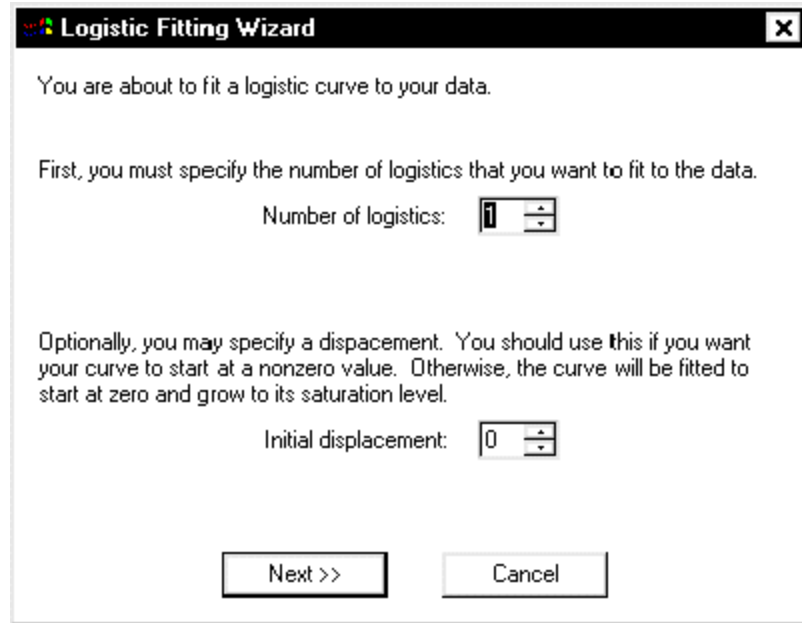 Logistic Fitting Wizard
You are about to fit a logistic curve to your data.
First, you must specify the number of logistics that you want to fit to the data.
Number of logistics: 1
Optionally, you may specify a dispacement.  You should use this if you want
your curve to start at a nonzero value.  Otherwise, the curve will be fitted to
start at zero and grow to its saturation level.
Initial displacement: 0
Next >> Cancel